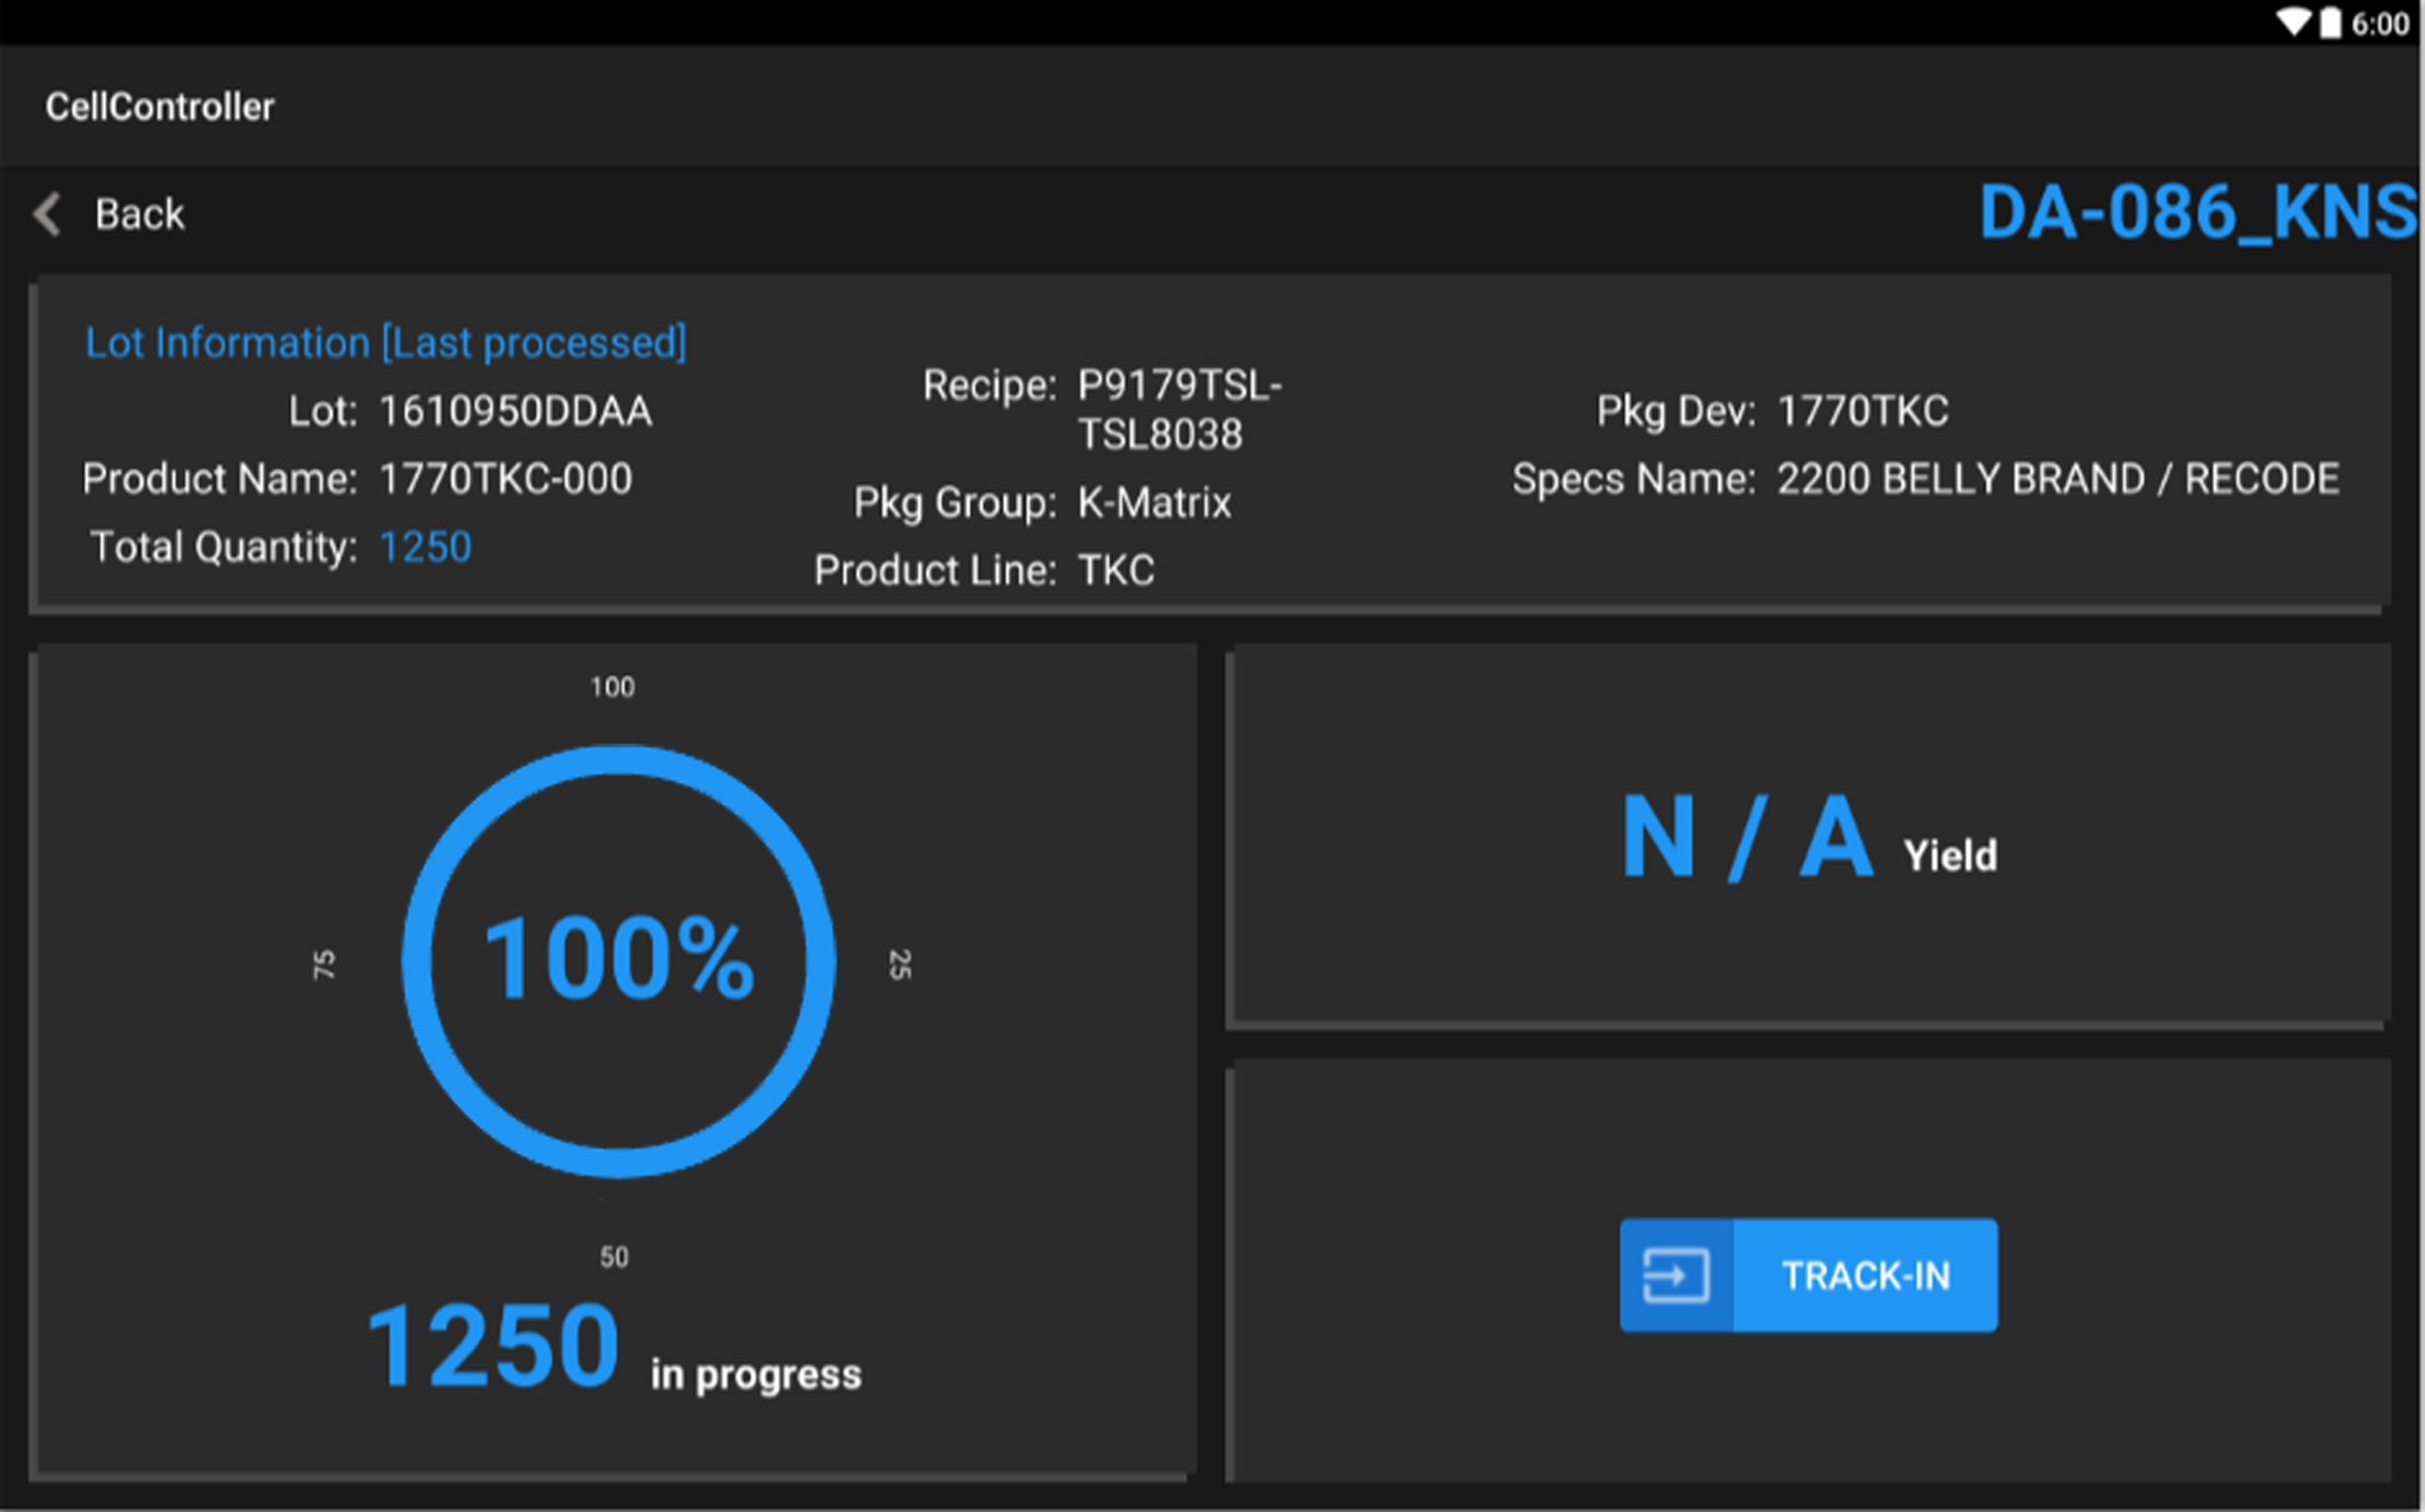 6:00
CellController
Back
DA-086_KNS
Lot Information [Last processed]
Lot: 1610950DDAA
Product Name: 1770TKC-000
Total Quantity: 1250
Recipe: P9179TSL-
TSL8038
Pkg Group: K-Matrix
Product Line: TKC
Pkg Dev: 1770TKC
Specs Name: 2200 BELLY BRAND / RECODE
100
75
100%
25
50
1250 in progress
N / A Yield
TRACK-IN